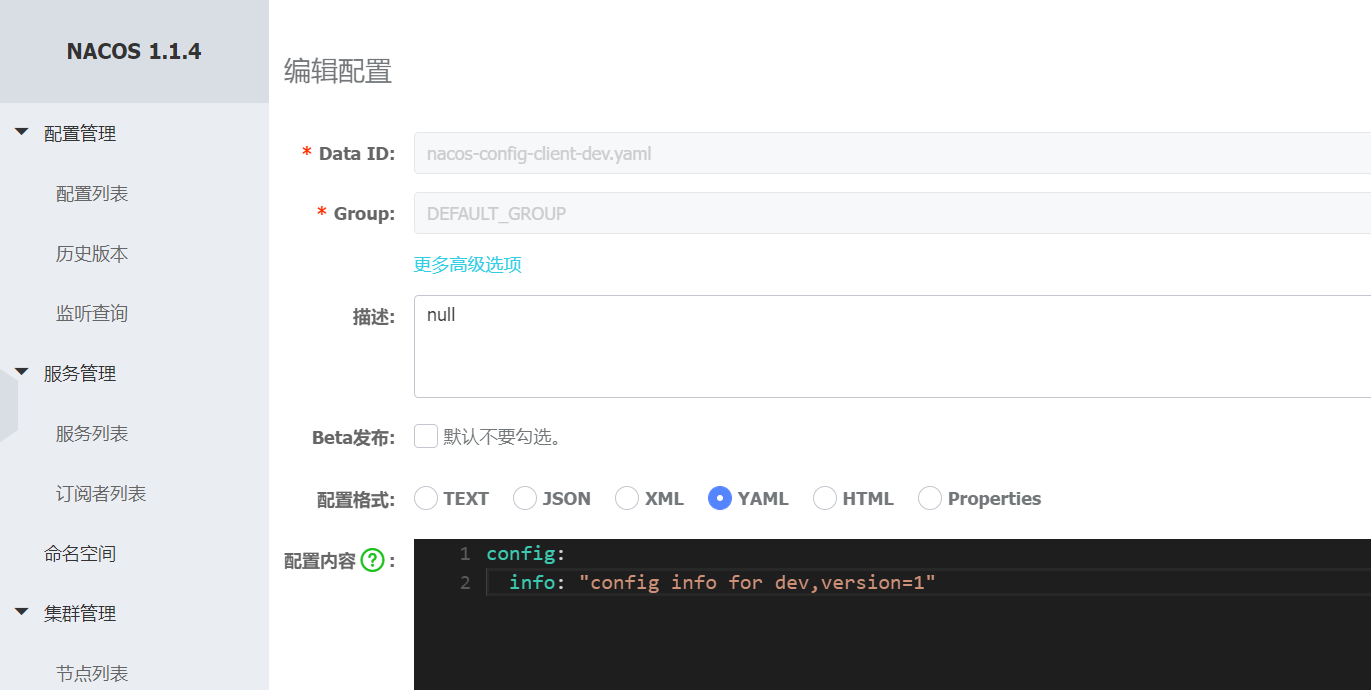 NACOS 1.1.4
配置管理
配置列表
历史版本
监听查询
服务管理
服务列表
订阅者列表
命名空间
集群管理
节点列表
编辑配置
* Data ID: nacos-config-client-dev.yaml
* Group: DEFAULT_GROUP
更多高级选项
描述: null
Beta发布: 默认不要勾选。
配置格式: TEXT JSON XML YAML HTML Properties
配置内容 ? :
1 config:
2 info: "config info for dev,version=1"